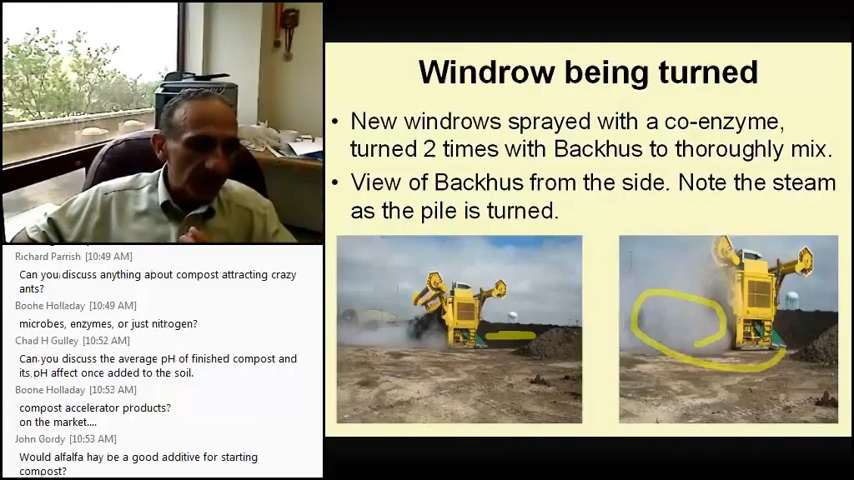 Windrow being turned
• New windrows sprayed with a co-enzyme,
turned 2 times with Backhus to thoroughly mix.
• View of Backhus from the side. Note the steam
as the pile is turned.
Richard Parrish [10:49 AM]
Can you discuss anything about compost attracting crazy
ants?
Boone Holladay [10:49 AM]
microbes, enzymes, or just nitrogen?
Chad H Gulley [10:52 AM]
Can you discuss the average pH of finished compost and
its pH affect once added to the soil.
Boone Holladay [10:53 AM]
compost accelerator products?
on the market....
John Gordy [10:53 AM]
Would alfalfa hay be a good additive for starting
compost?